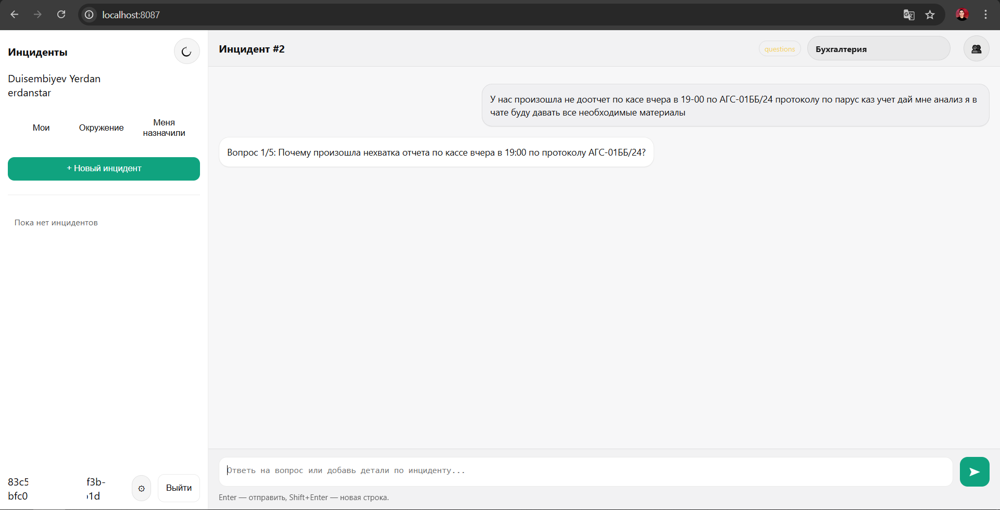 localhost:8087
Инциденты
Duisembiyev Yerdan
erdanstar
Мои
Окружение
Меня
назначили
+ Новый инцидент
Пока нет инцидентов
83c5
f3b-
bfc0
1d
Выйти
Инцидент #2
questions
Бухгалтерия
У нас произошла не доотчет по касе вчера в 19-00 по АГС-01ББ/24 протоколу по парус каз учет дай мне анализ я в
чате буду давать все необходимые материалы
Вопрос 1/5: Почему произошла нехватка отчета по кассе вчера в 19:00 по протоколу АГС-01ББ/24?
Ответь на вопрос или добавь детали по инциденту...
Enter — отправить, Shift+Enter — новая строка.